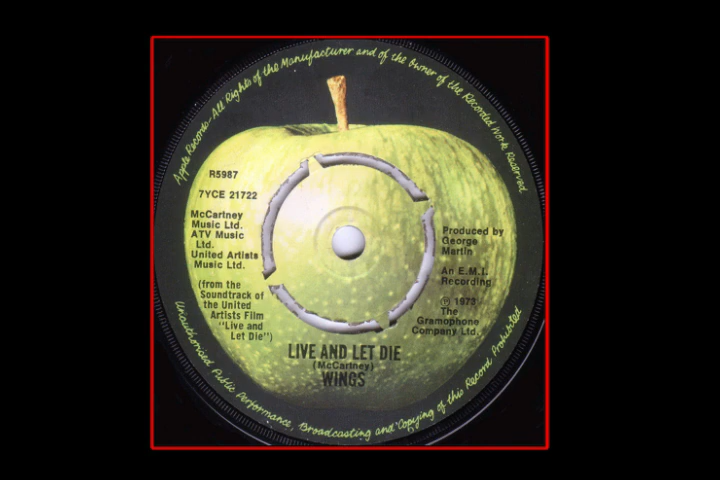 Apple Records-All Rights of the Manufacturer and of the Owner of the Recorded Work Reserved
R5987
7YCE 21722
McCartney
Music Ltd.
ATV Music
Ltd.
United Artists
Music Ltd.
(from the
Soundtrack of
the United
Artists Film
"Live and
Let Die")
Produced by
George
Martin
An E.M.I.
Recording
℗ 1973
The
Gramophone
Company Ltd.
LIVE AND LET DIE
(McCartney)
WINGS
Unauthorised Public Performance, Broadcasting and Copying of this Record Prohibited